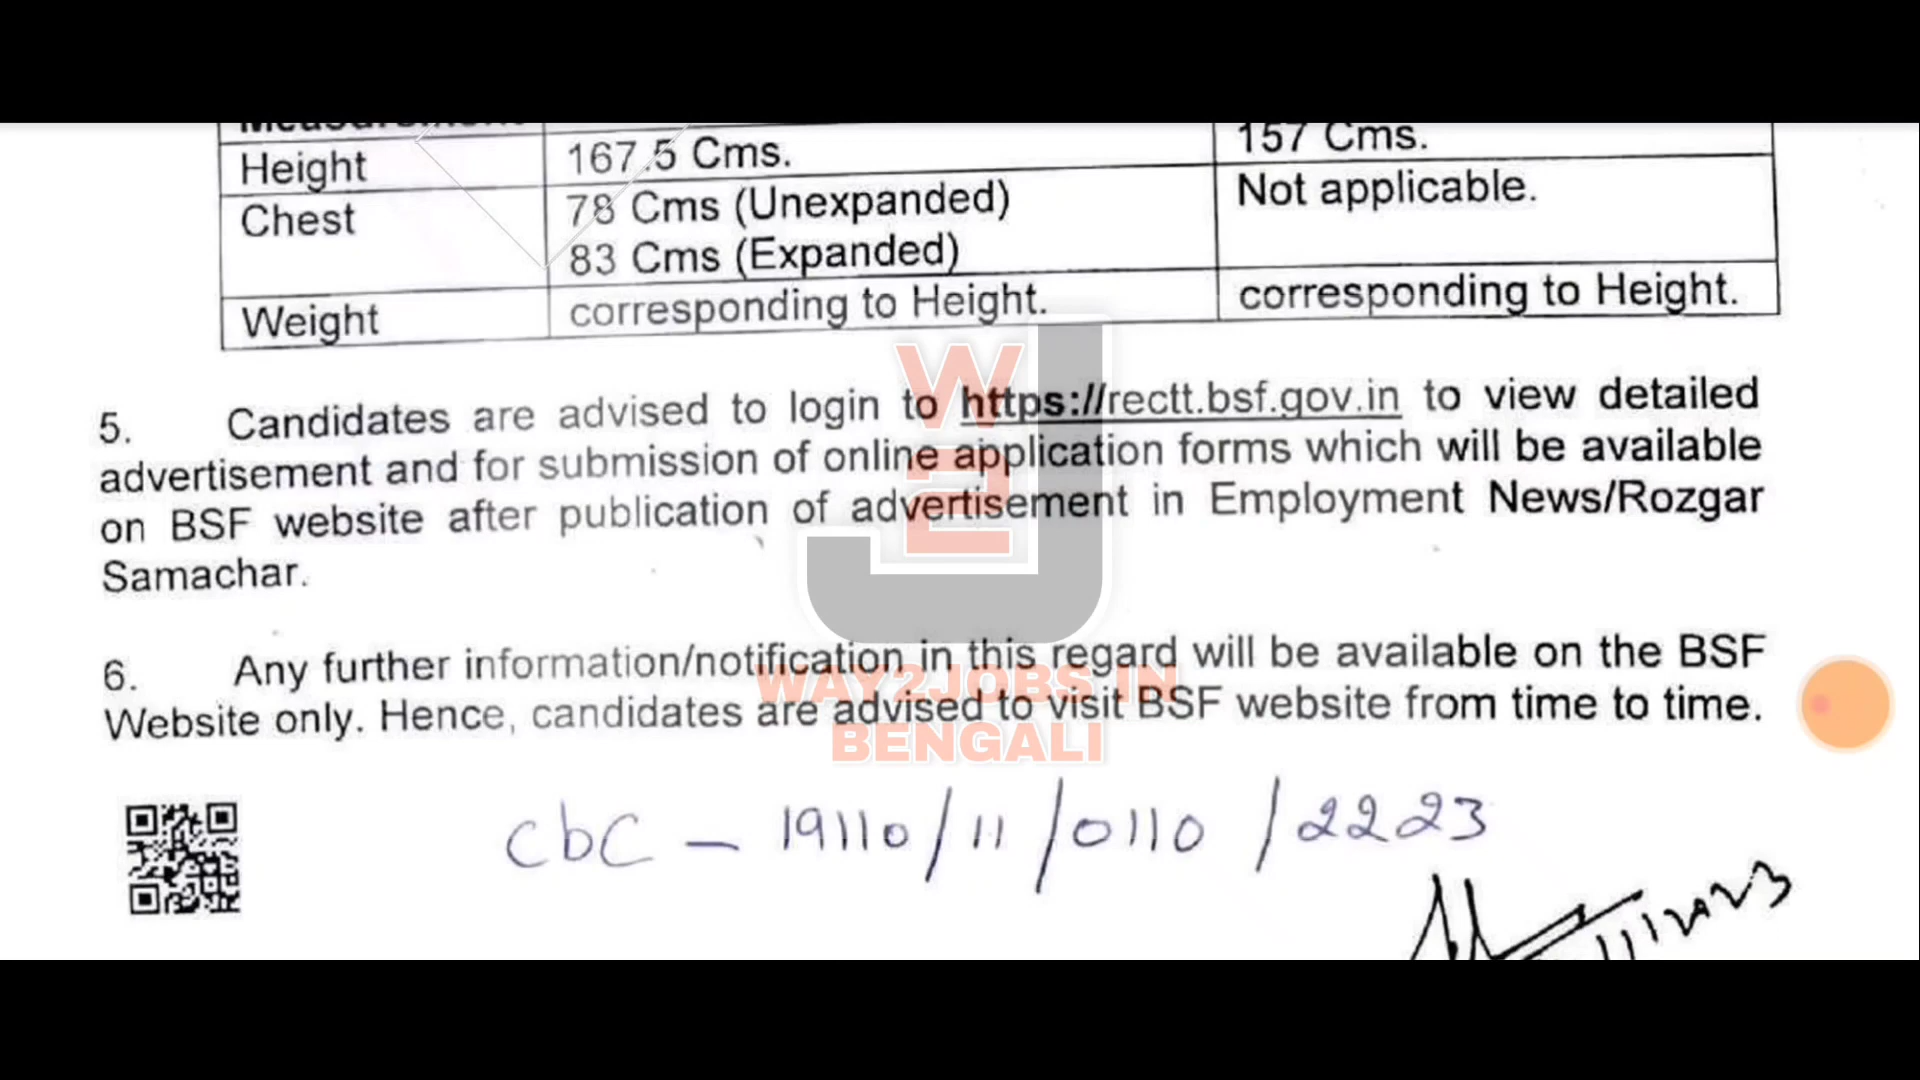 Measurement
Height 167.5 Cms. 157 Cms.
Chest 78 Cms (Unexpanded) Not applicable.
83 Cms (Expanded)
Weight corresponding to Height. corresponding to Height.
5. Candidates are advised to login to https://rectt.bsf.gov.in to view detailed
advertisement and for submission of online application forms which will be available
on BSF website after publication of advertisement in Employment News/Rozgar
Samachar.
6. Any further information/notification in this regard will be available on the BSF
Website only. Hence, candidates are advised to visit BSF website from time to time.
W
2
J
WAY2JOBS.IN
BENGALI
cbc – 19110/11/0110/2223